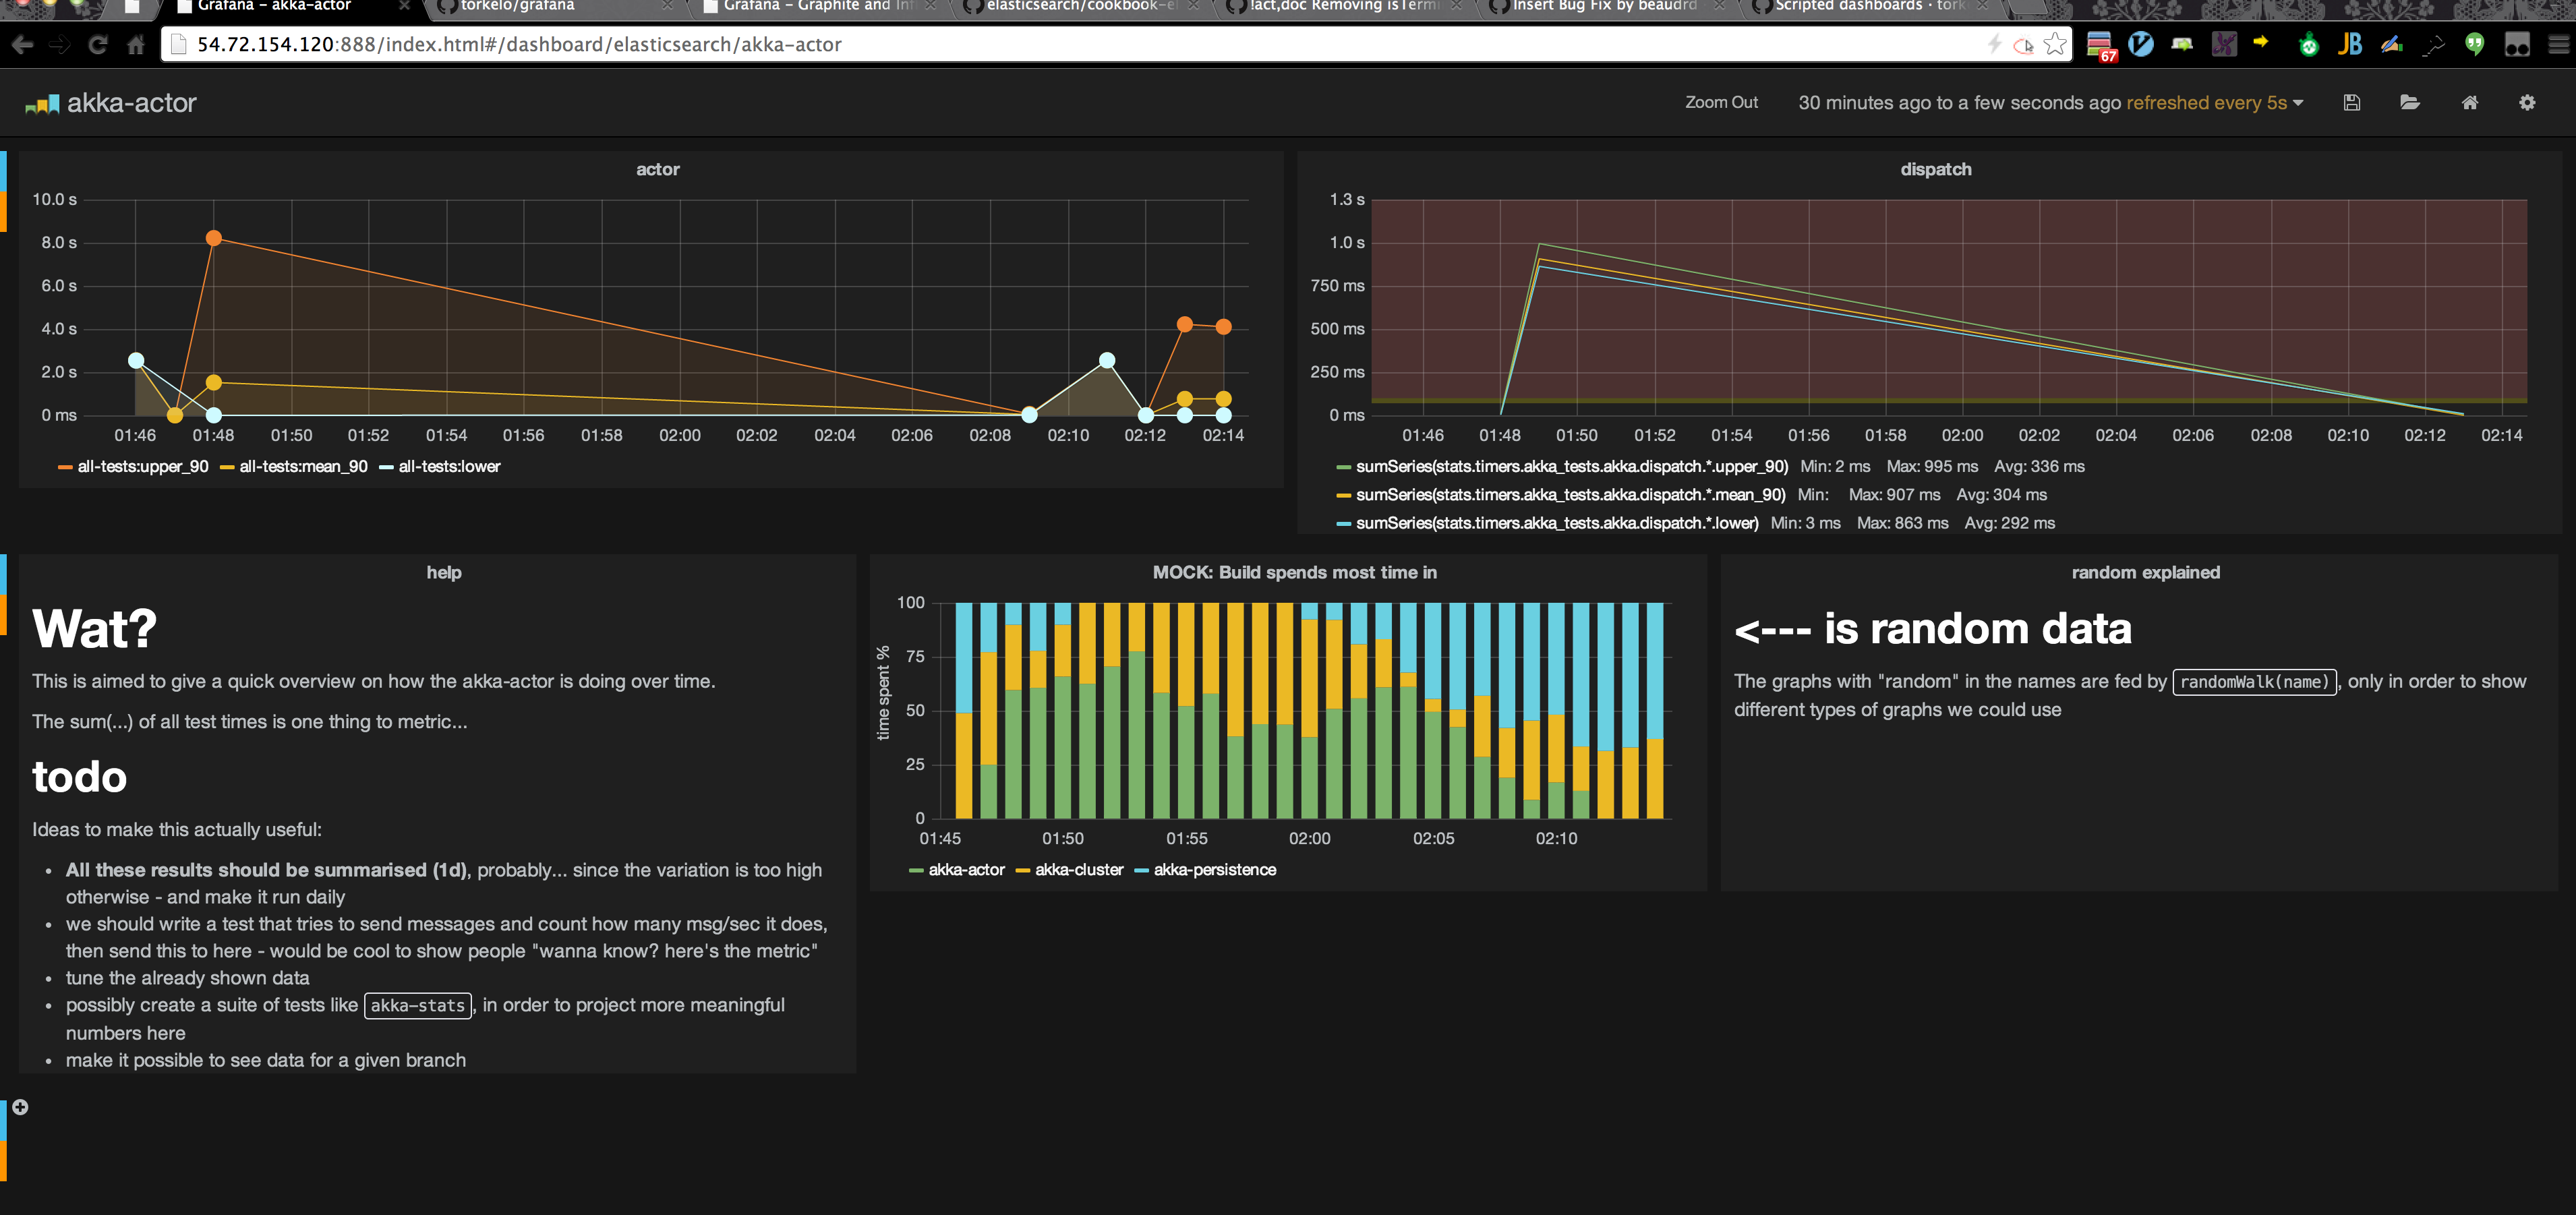 Grafana - akka-actor
torkelo/grafana
Grafana - Graphite and Inf
elasticsearch/cookbook-el
!act,doc Removing isTerm
Insert Bug Fix by beaudrd
Scripted dashboards · tork
54.72.154.120:888/index.html#/dashboard/elasticsearch/akka-actor
67
JB
akka-actor
Zoom Out
30 minutes ago to a few seconds ago refreshed every 5s
actor
10.0 s
8.0 s
6.0 s
4.0 s
2.0 s
0 ms
01:46 01:48 01:50 01:52 01:54 01:56 01:58 02:00 02:02 02:04 02:06 02:08 02:10 02:12 02:14
all-tests:upper_90 all-tests:mean_90 all-tests:lower
dispatch
1.3 s
1.0 s
750 ms
500 ms
250 ms
0 ms
01:46 01:48 01:50 01:52 01:54 01:56 01:58 02:00 02:02 02:04 02:06 02:08 02:10 02:12 02:14
sumSeries(stats.timers.akka_tests.akka.dispatch.*.upper_90) Min: 2 ms Max: 995 ms Avg: 336 ms
sumSeries(stats.timers.akka_tests.akka.dispatch.*.mean_90) Min: Max: 907 ms Avg: 304 ms
sumSeries(stats.timers.akka_tests.akka.dispatch.*.lower) Min: 3 ms Max: 863 ms Avg: 292 ms
help
Wat?
This is aimed to give a quick overview on how the akka-actor is doing over time.
The sum(...) of all test times is one thing to metric...
todo
Ideas to make this actually useful:
• All these results should be summarised (1d), probably... since the variation is too high
otherwise - and make it run daily
• we should write a test that tries to send messages and count how many msg/sec it does,
then send this to here - would be cool to show people "wanna know? here's the metric"
• tune the already shown data
• possibly create a suite of tests like akka-stats, in order to project more meaningful
numbers here
• make it possible to see data for a given branch
MOCK: Build spends most time in
time spent %
100
75
50
25
0
01:45 01:50 01:55 02:00 02:05 02:10
akka-actor akka-cluster akka-persistence
random explained
<--- is random data
The graphs with "random" in the names are fed by randomWalk(name), only in order to show
different types of graphs we could use